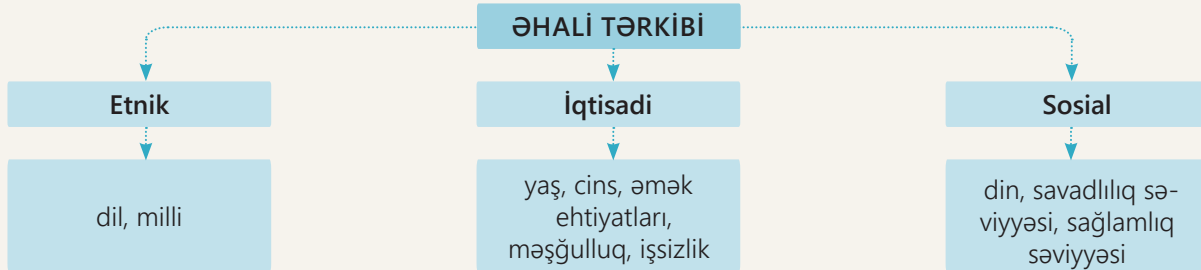 ƏHALİ TƏRKİBİ
Etnik
İqtisadi
Sosial
dil, milli
yaş, cins, əmək
ehtiyatları,
məşğulluq, işsizlik
din, savadlılıq sə-
viyyəsi, sağlamlıq
səviyyəsi